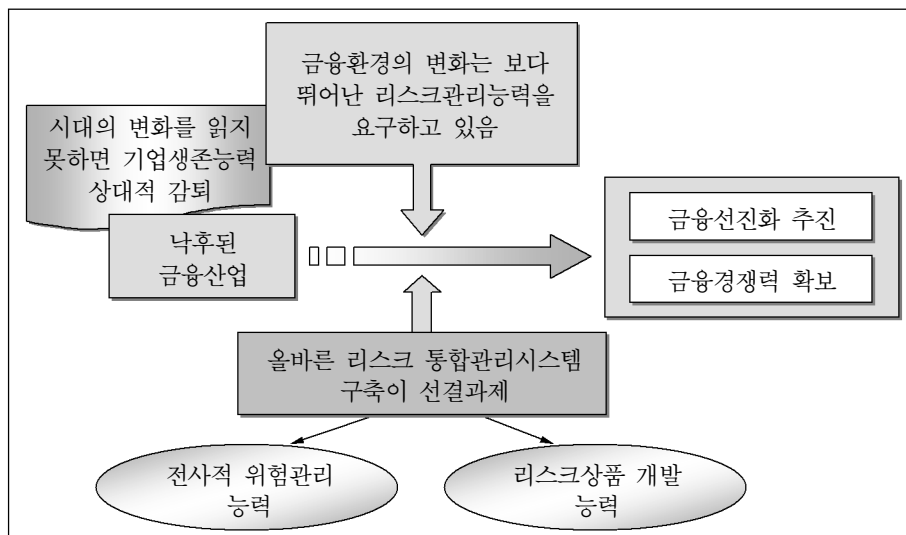 금융환경의 변화는 보다
뛰어난 리스크관리능력을
요구하고 있음
시대의 변화를 읽지
못하면 기업생존능력
상대적 감퇴
낙후된
금융산업
금융선진화 추진
금융경쟁력 확보
올바른 리스크 통합관리시스템
구축이 선결과제
전사적 위험관리
능력
리스크상품 개발
능력